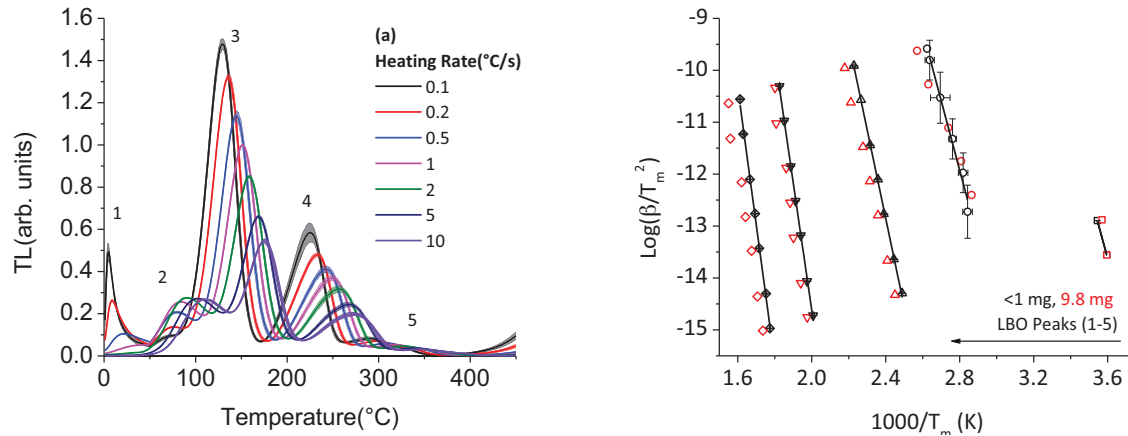 1.6
1.4
1.2
1.0
0.8
0.6
0.4
0.2
0.0
TL(arb. units)
0 100 200 300 400
Temperature(°C)
1
2
3
4
5
(a)
Heating Rate(°C/s)
0.1
0.2
0.5
1
2
5
10
-9
-10
-11
-12
-13
-14
-15
Log(β/Tm²)
<1 mg, 9.8 mg
LBO Peaks (1-5)
1.6 2.0 2.4 2.8 3.2 3.6
1000/Tm (K)